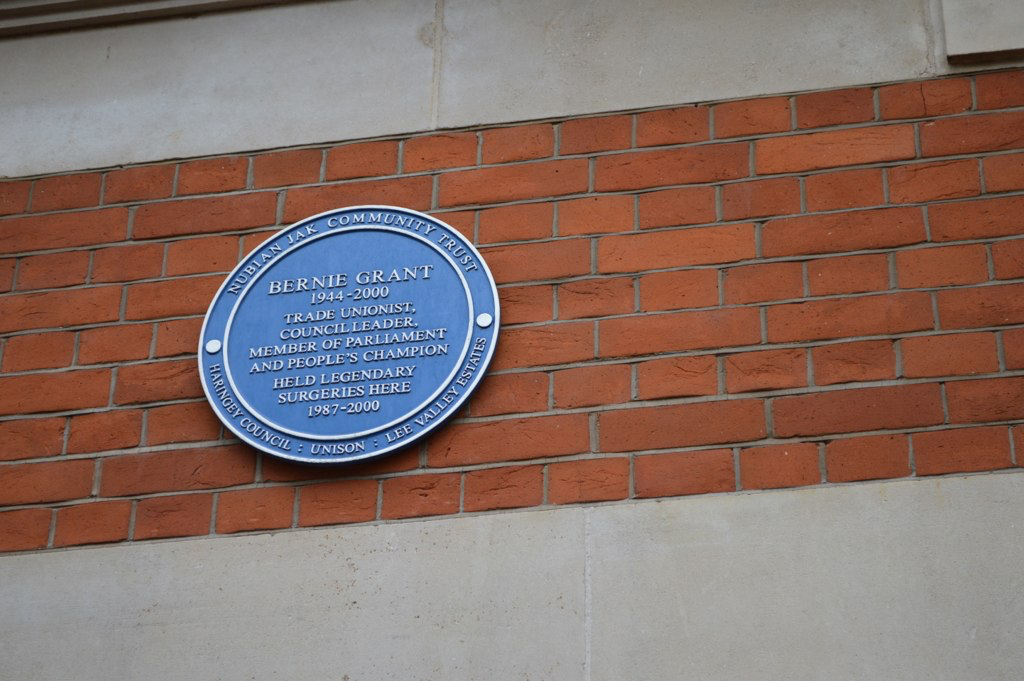 NUBIAN JAK COMMUNITY TRUST
BERNIE GRANT
1944-2000
TRADE UNIONIST,
COUNCIL LEADER,
MEMBER OF PARLIAMENT
AND PEOPLE'S CHAMPION
HELD LEGENDARY
SURGERIES HERE
1987-2000
HARINGEY COUNCIL : UNISON : LEE VALLEY ESTATES